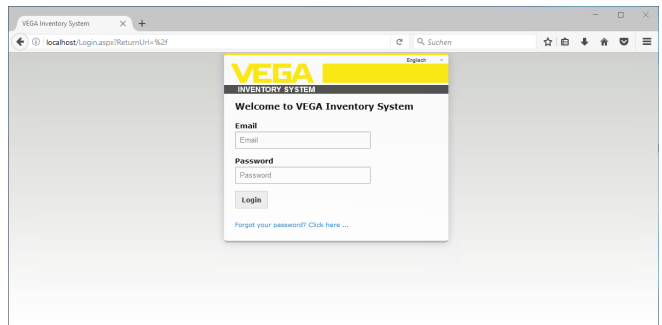 VEGA Inventory System
localhost/Login.aspx?ReturnUrl=%2f
Suchen
Englisch
VEGA
INVENTORY SYSTEM
Welcome to VEGA Inventory System
Email
Email
Password
Password
Login
Forgot your password? Click here ...